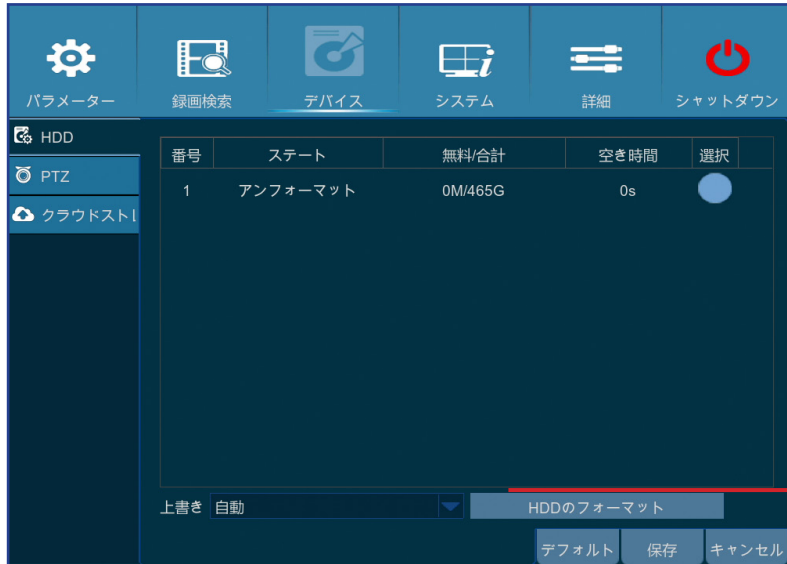 パラメーター 録画検索 デバイス システム 詳細 シャットダウン
HDD
PTZ
クラウドスト
番号 ステート 無料/合計 空き時間 選択
1 アンフォーマット 0M/465G 0s
上書き 自動 HDDのフォーマット
デフォルト 保存 キャンセル